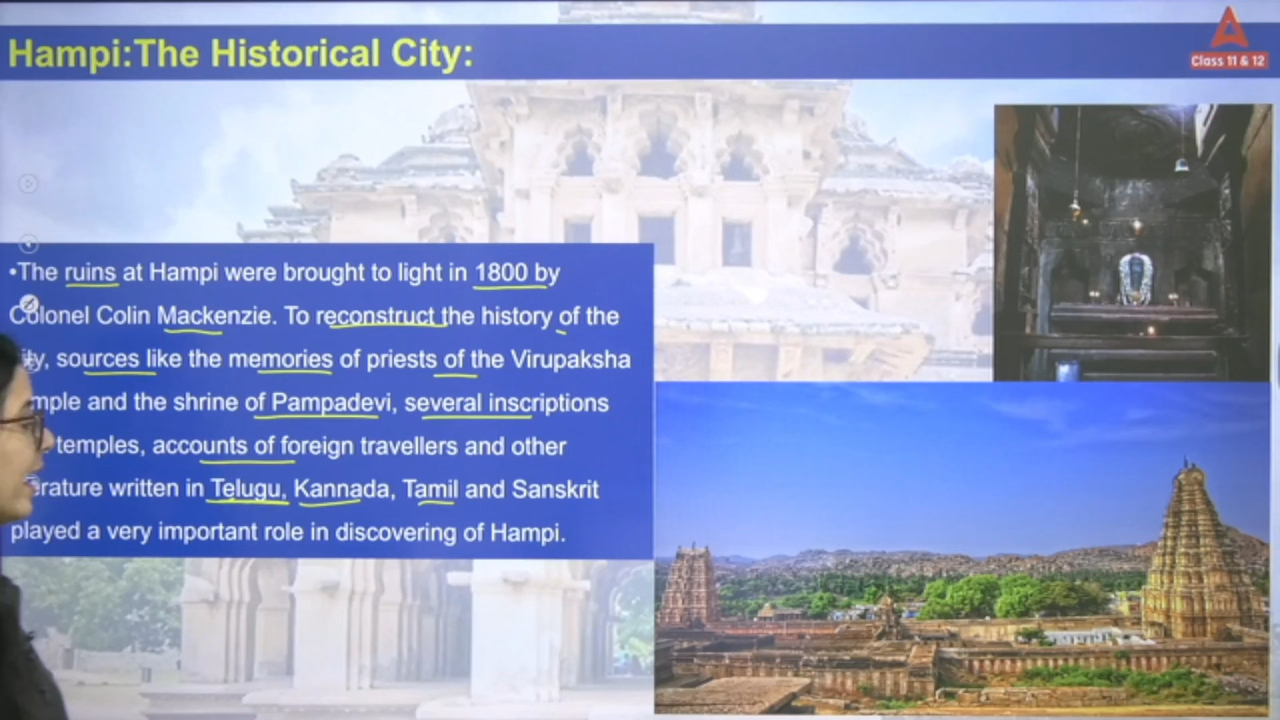 Hampi:The Historical City:
Class 11 & 12
•The ruins at Hampi were brought to light in 1800 by
Colonel Colin Mackenzie. To reconstruct the history of the
ity, sources like the memories of priests of the Virupaksha
mple and the shrine of Pampadevi, several inscriptions
temples, accounts of foreign travellers and other
erature written in Telugu, Kannada, Tamil and Sanskrit
played a very important role in discovering of Hampi.